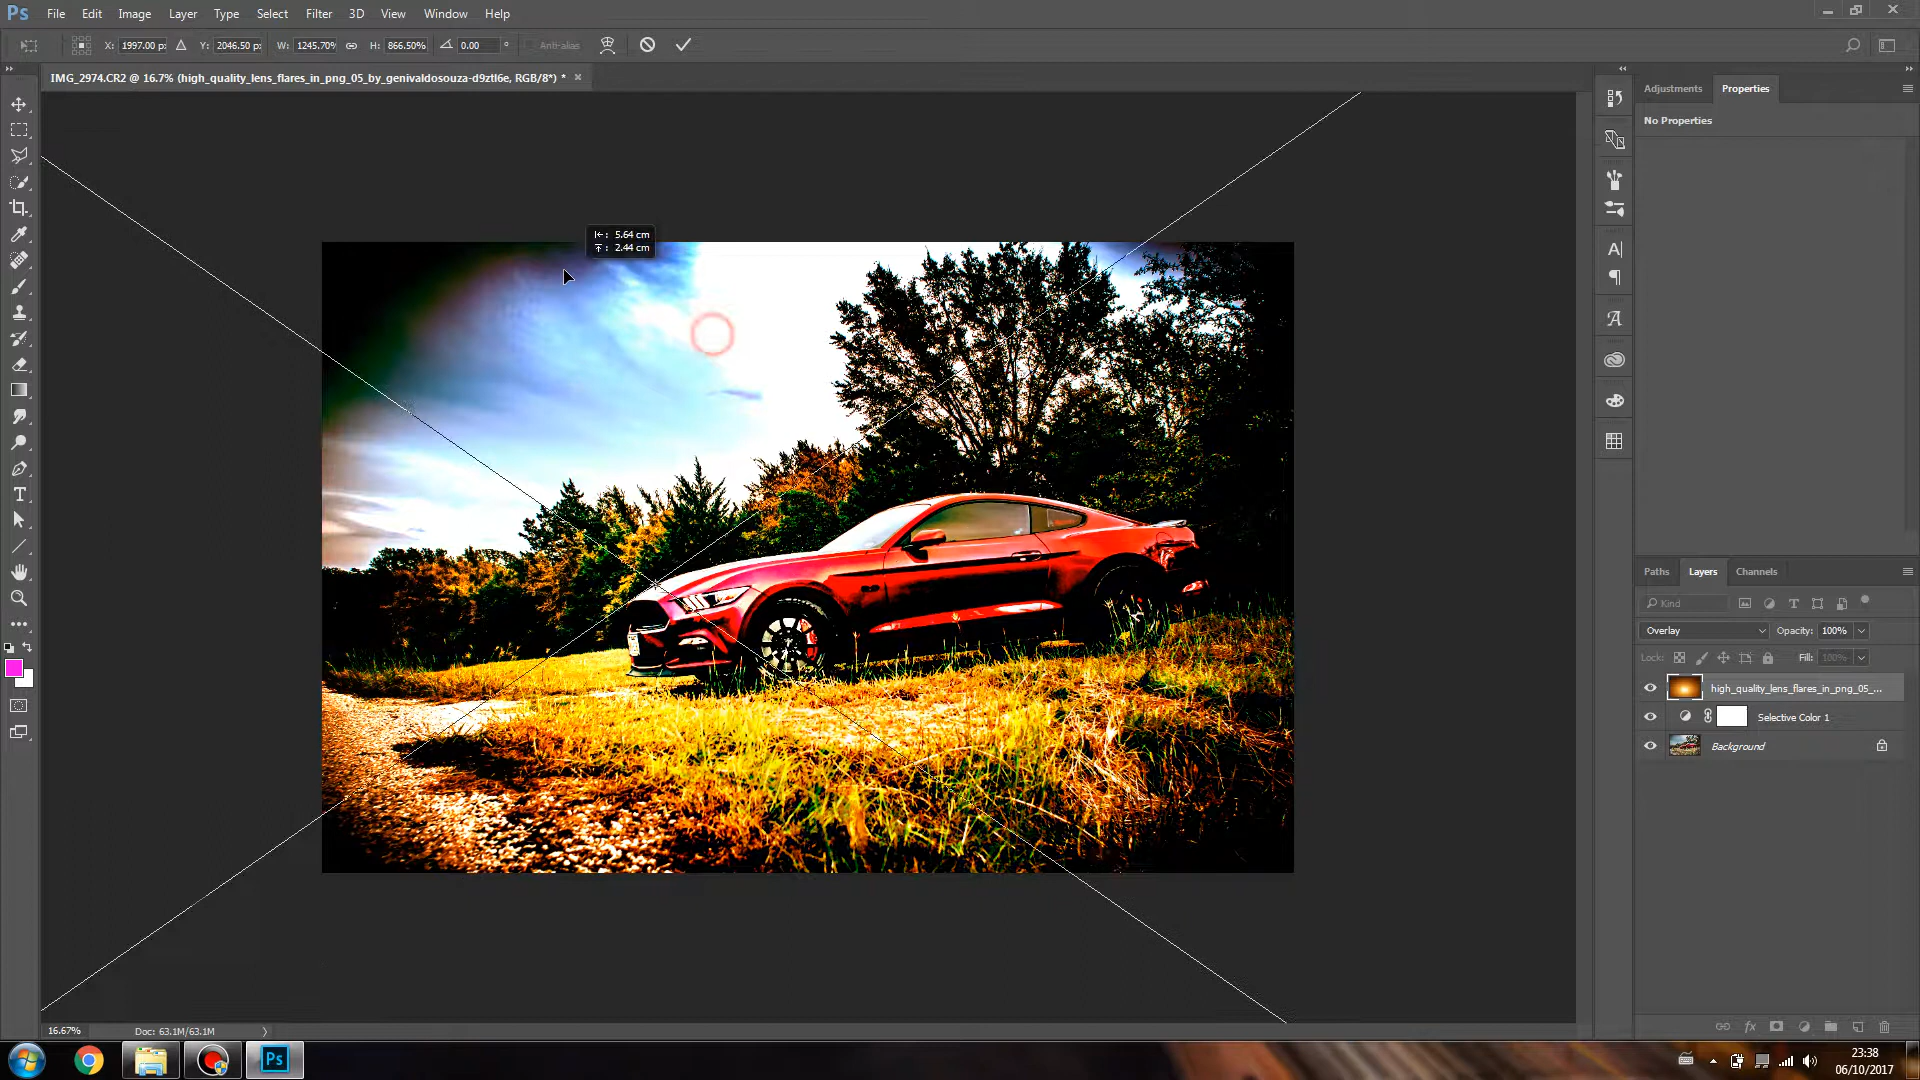 Ps File Edit Image Layer Type Select Filter 3D View Window Help
X: 1997.00 px Y: 2046.50 px W: 1245.70% H: 866.50% 0.00 ° Anti-alias
IMG_2974.CR2 @ 16.7% (high_quality_lens_flares_in_png_05_by_genivaldosouza-d9ztl6e, RGB/8*) * ×
Adjustments Properties
No Properties
5.64 cm
2.44 cm
Paths Layers Channels
Kind
Overlay Opacity: 100%
Lock: Fill: 100%
high_quality_lens_flares_in_png_05_...
Selective Color 1
Background
16.67% Doc: 63.1M/63.1M
Ps
23:38
06/10/2017